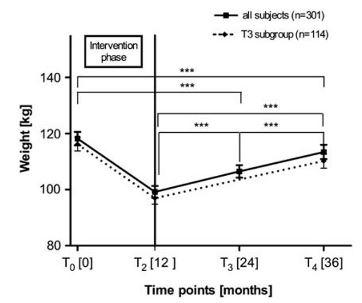 all subjects (n=301)
T3 subgroup (n=114)
Intervention
phase
140
120
100
80
Weight [kg]
***
***
***
***
***
T0 [0]
T2 [12 ]
T3 [24]
T4 [36]
Time points [months]